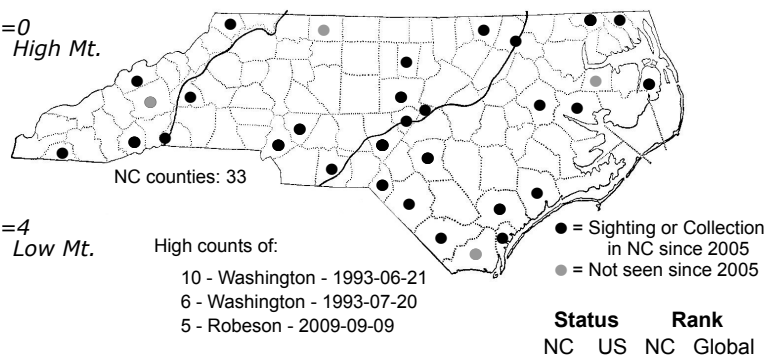 =0
High Mt.
NC counties: 33
=4
Low Mt.
High counts of:
10 - Washington - 1993-06-21
6 - Washington - 1993-07-20
5 - Robeson - 2009-09-09
= Sighting or Collection
in NC since 2005
= Not seen since 2005
Status Rank
NC US NC Global